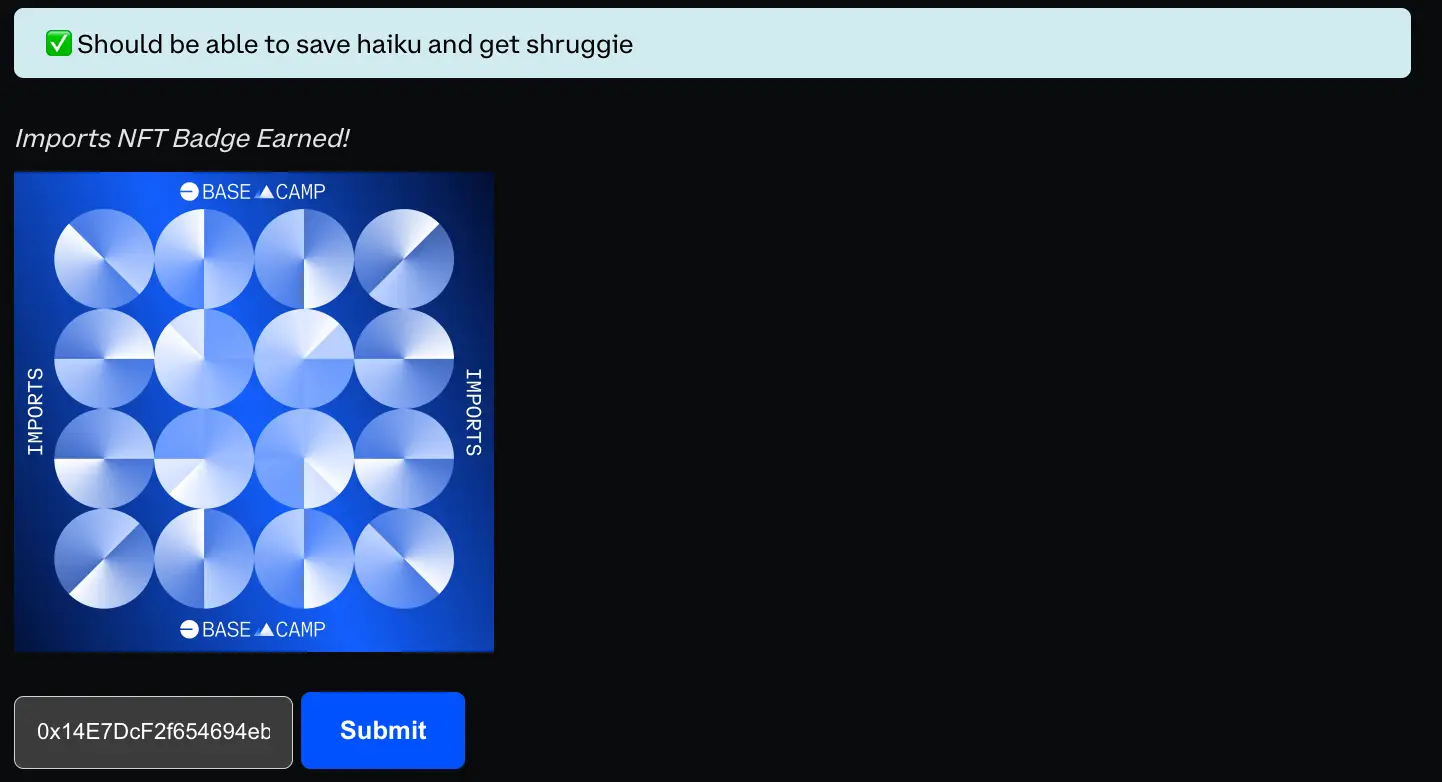 ✅ Should be able to save haiku and get shruggie
Imports NFT Badge Earned!
BASE CAMP
IMPORTS
IMPORTS
BASE CAMP
0x14E7DcF2f654694eb
Submit